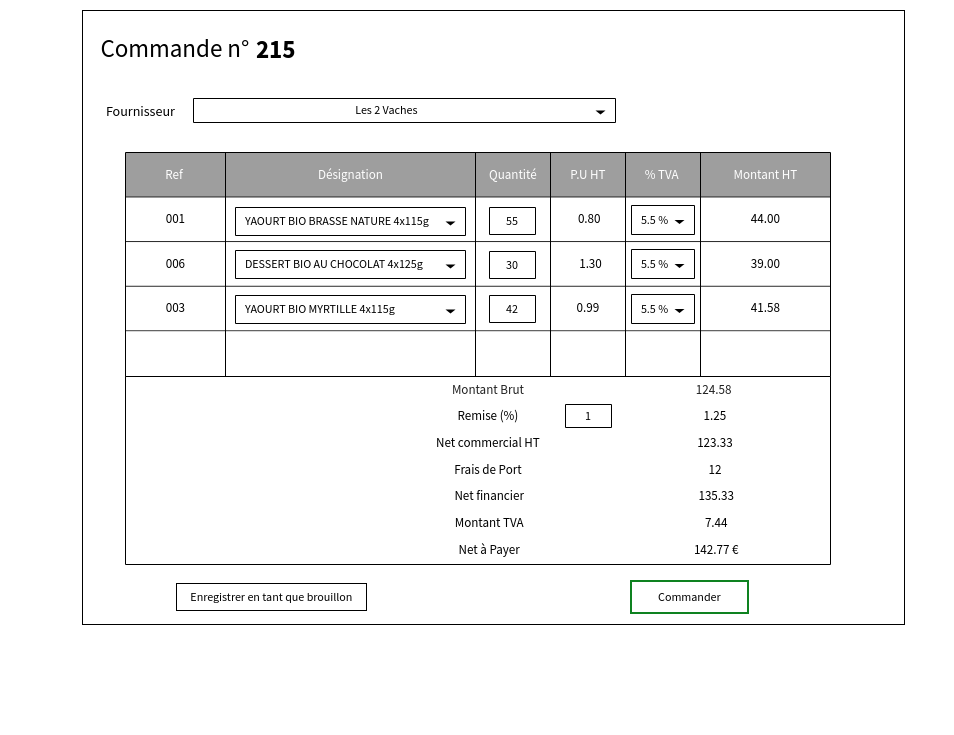 Commande n° 215
Fournisseur Les 2 Vaches
Ref Désignation Quantité P.U HT % TVA Montant HT
001 YAOURT BIO BRASSE NATURE 4x115g 55 0.80 5.5 % 44.00
006 DESSERT BIO AU CHOCOLAT 4x125g 30 1.30 5.5 % 39.00
003 YAOURT BIO MYRTILLE 4x115g 42 0.99 5.5 % 41.58
Montant Brut 124.58
Remise (%) 1 1.25
Net commercial HT 123.33
Frais de Port 12
Net financier 135.33
Montant TVA 7.44
Net à Payer 142.77 €
Enregistrer en tant que brouillon Commander